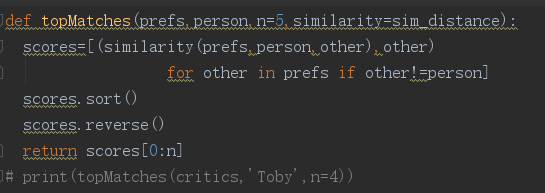 def topMatches(prefs,person,n=5,similarity=sim_distance):
    scores=[(similarity(prefs,person,other),other)
                    for other in prefs if other!=person]
    scores.sort()
    scores.reverse()
    return scores[0:n]
# print(topMatches(critics,'Toby',n=4))